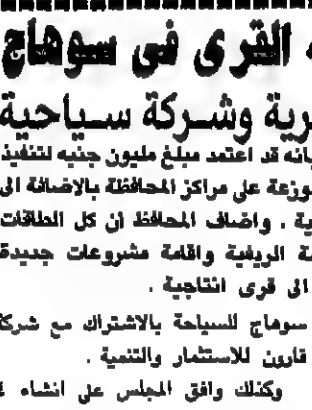 القرى فى سوهاج
رية وشركة سياحية
بانه قد اعتمد مبلغ مليون جنيه لتنفيذ
وزعة على مراكز المحافظة بالاضافة الى
ية . واضاف المحافظ ان كل الطاقات
ة الريفية واقامة مشروعات جديدة
الى قرى انتاجية .
سوهاج للسياحة بالاشتراك مع شركة
قارون للاستثمار والتنمية .
وكذلك وافق المجلس على انشاء